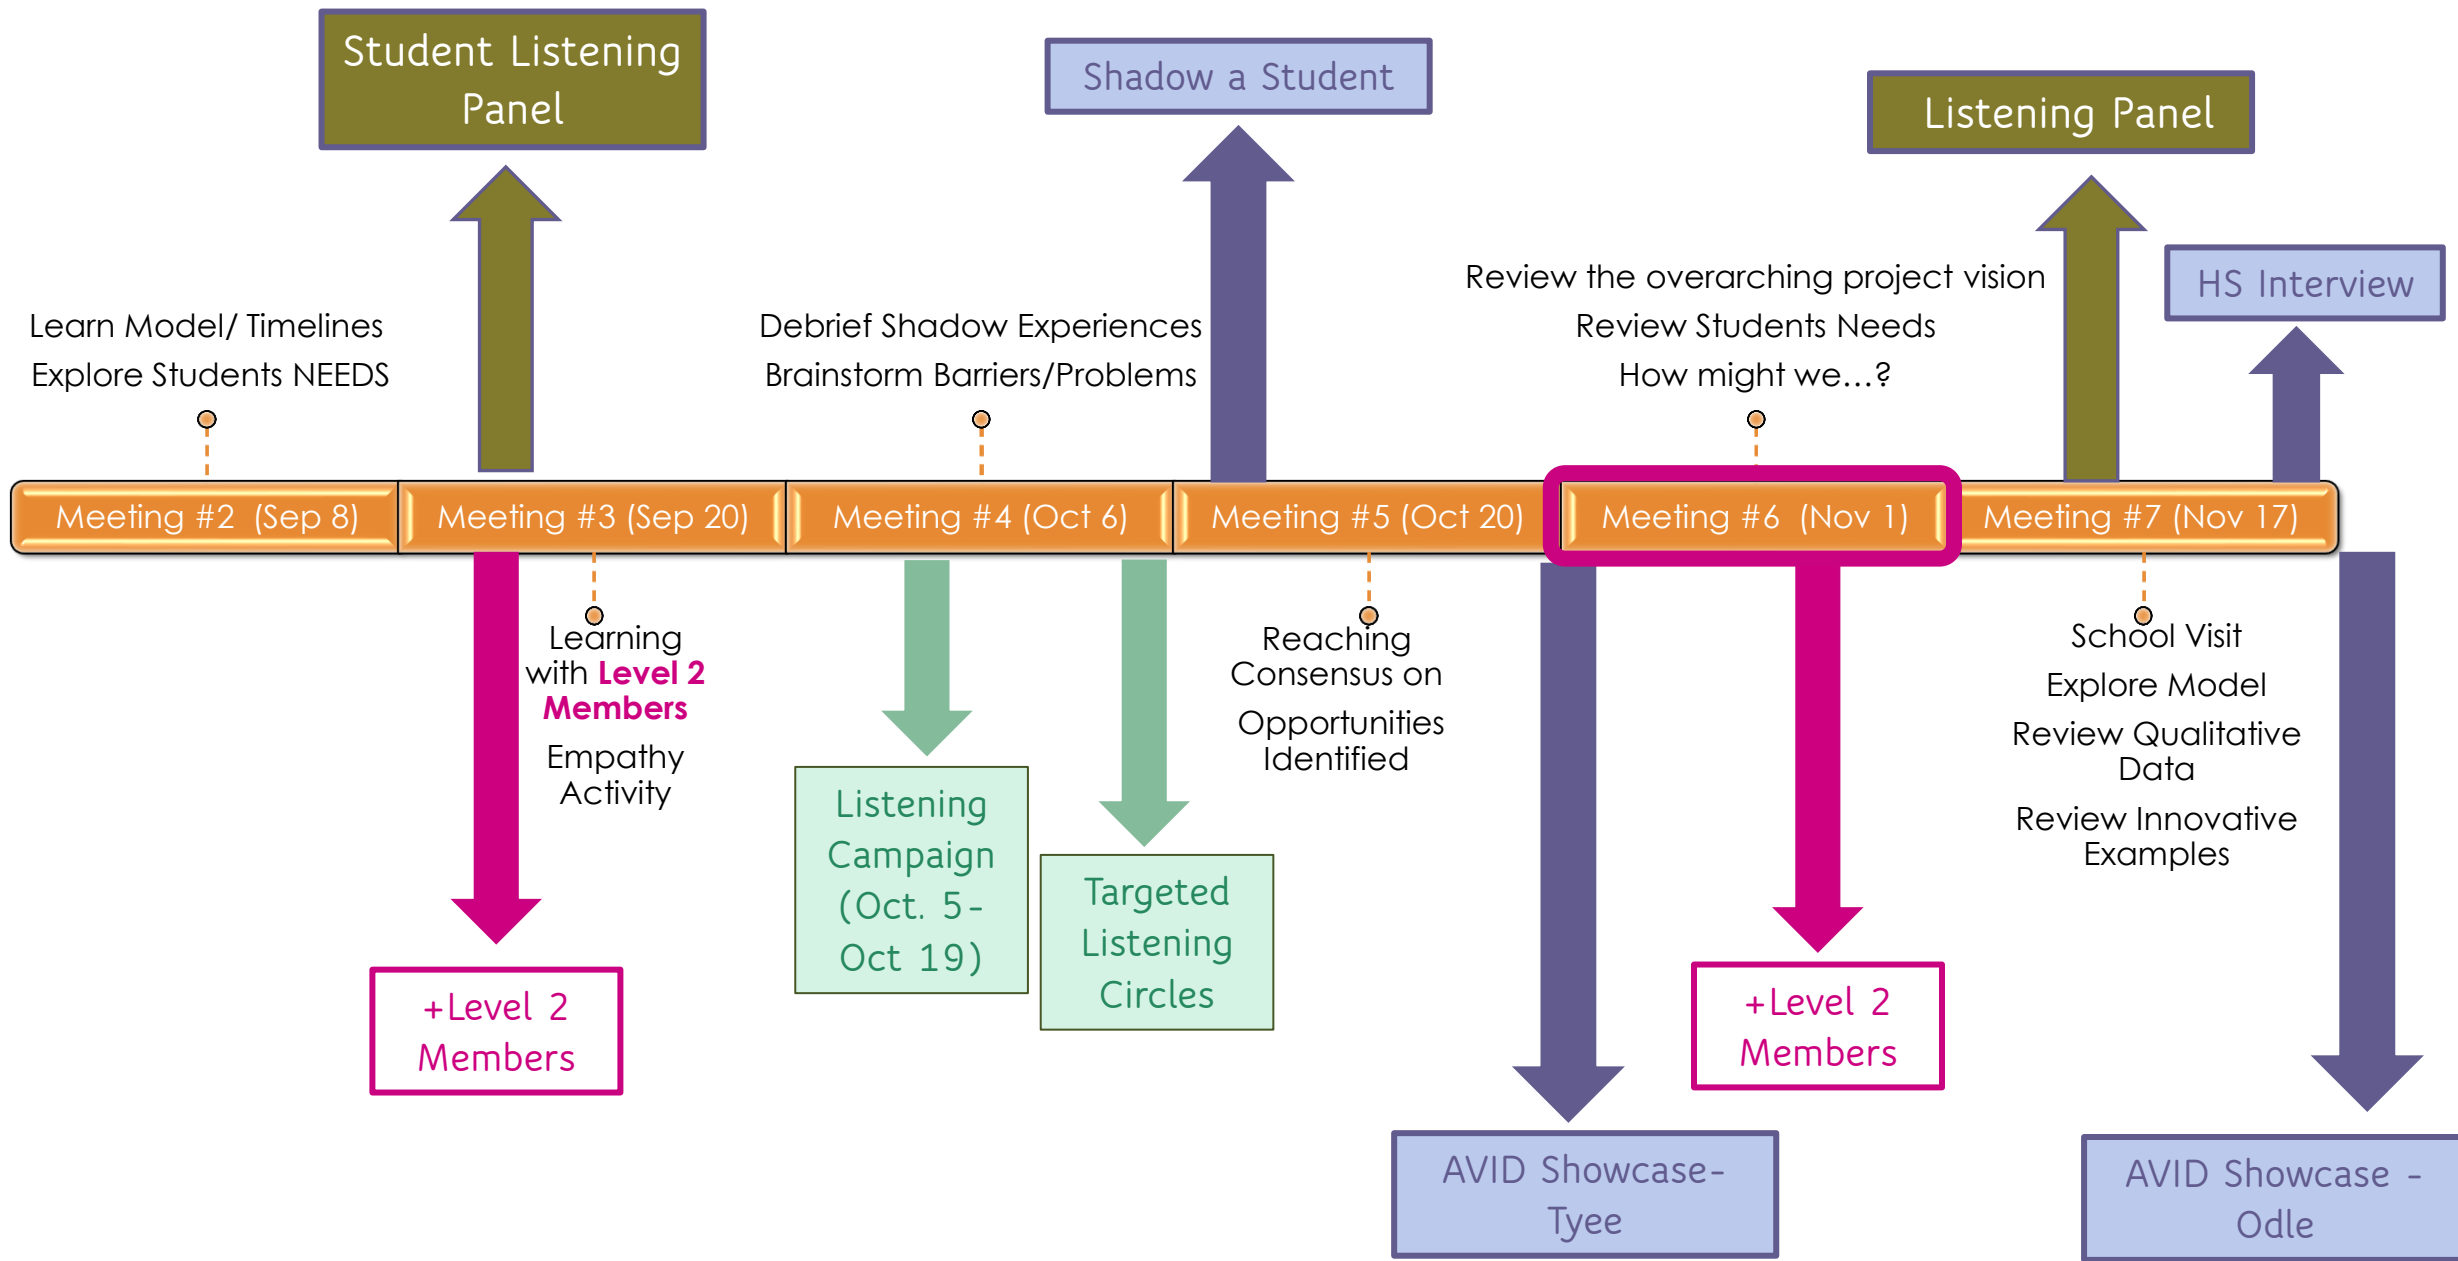 Student Listening
Panel
Shadow a Student
Listening Panel
HS Interview
Learn Model/ Timelines
Explore Students NEEDS
Debrief Shadow Experiences
Brainstorm Barriers/Problems
Review the overarching project vision
Review Students Needs
How might we...?
Meeting #2  (Sep 8)
Meeting #3 (Sep 20)
Meeting #4 (Oct 6)
Meeting #5 (Oct 20)
Meeting #6  (Nov 1)
Meeting #7 (Nov 17)
Learning
with Level 2
Members
Empathy
Activity
Reaching
Consensus on
Opportunities
Identified
School Visit
Explore Model
Review Qualitative
Data
Review Innovative
Examples
Listening
Campaign
(Oct. 5-
Oct 19)
Targeted
Listening
Circles
+Level 2
Members
+Level 2
Members
AVID Showcase-
Tyee
AVID Showcase -
Odle